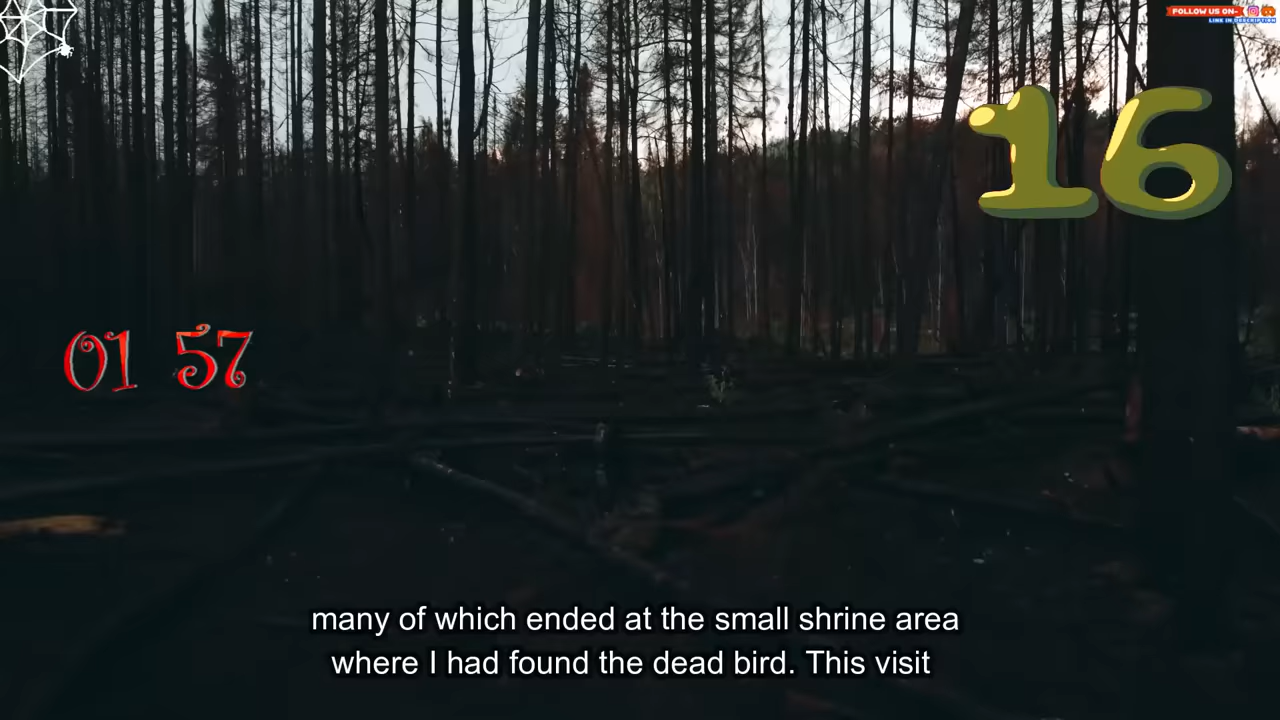 FOLLOW US ON-
LINK IN DESCRIPTION
16
01 57
many of which ended at the small shrine area
where I had found the dead bird. This visit